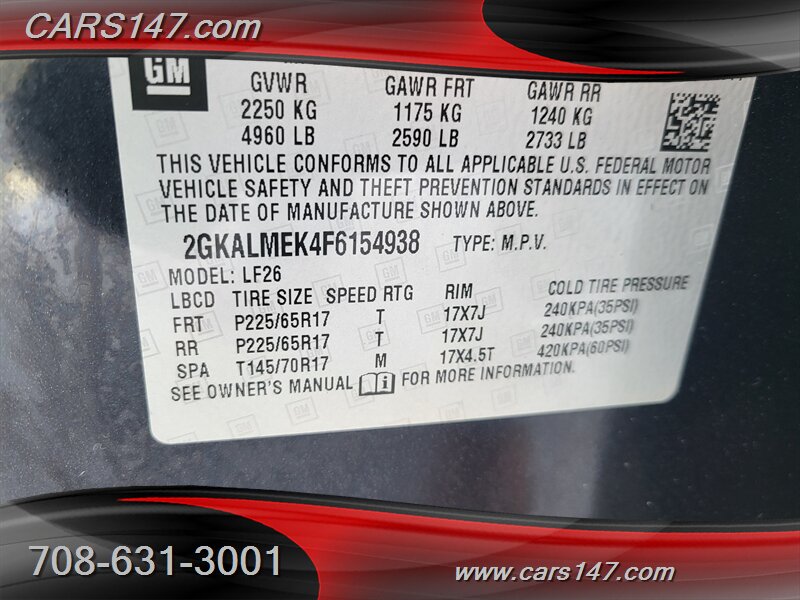 CARS147.com
GM
GVWR GAWR FRT GAWR RR
2250 KG 1175 KG 1240 KG
4960 LB 2590 LB 2733 LB
THIS VEHICLE CONFORMS TO ALL APPLICABLE U.S. FEDERAL MOTOR
VEHICLE SAFETY AND THEFT PREVENTION STANDARDS IN EFFECT ON
THE DATE OF MANUFACTURE SHOWN ABOVE.
2GKALMEK4F6154938 TYPE: M.P.V.
MODEL: LF26
LBCD TIRE SIZE SPEED RTG RIM COLD TIRE PRESSURE
FRT P225/65R17 T 17X7J 240KPA(35PSI)
RR P225/65R17 T 17X7J 240KPA(35PSI)
SPA T145/70R17 M 17X4.5T 420KPA(60PSI)
SEE OWNER'S MANUAL i FOR MORE INFORMATION.
708-631-3001
www.cars147.com